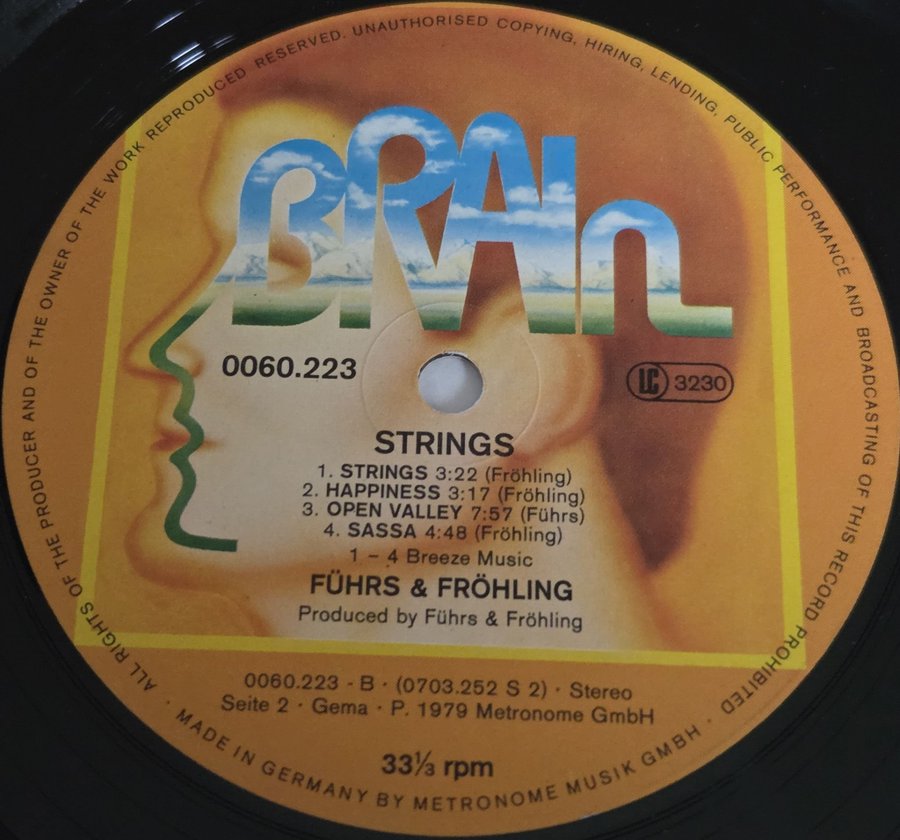 ALL RIGHTS OF THE PRODUCER AND OF THE OWNER OF THE WORK REPRODUCED RESERVED. UNAUTHORISED COPYING, HIRING, LENDING, PUBLIC PERFORMANCE AND BROADCASTING OF THIS RECORD PROHIBITED
BRAIn
0060.223
LC 3230
STRINGS
1. STRINGS 3:22 (Fröhling)
2. HAPPINESS 3:17 (Fröhling)
3. OPEN VALLEY 7:57 (Führs)
4. SASSA 4:48 (Fröhling)
1 – 4 Breeze Music
FÜHRS & FRÖHLING
Produced by Führs & Fröhling
0060.223 - B · (0703.252 S 2) · Stereo
Seite 2 · Gema · P. 1979 Metronome GmbH
33⅓ rpm
· MADE IN GERMANY BY METRONOME MUSIK GMBH ·